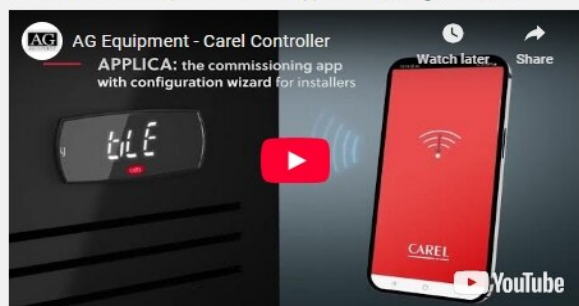 AG
AG Equipment - Carel Controller
Watch later
Share
APPLICA: the commissioning app
with configuration wizard for installers
bLE
CAREL
YouTube